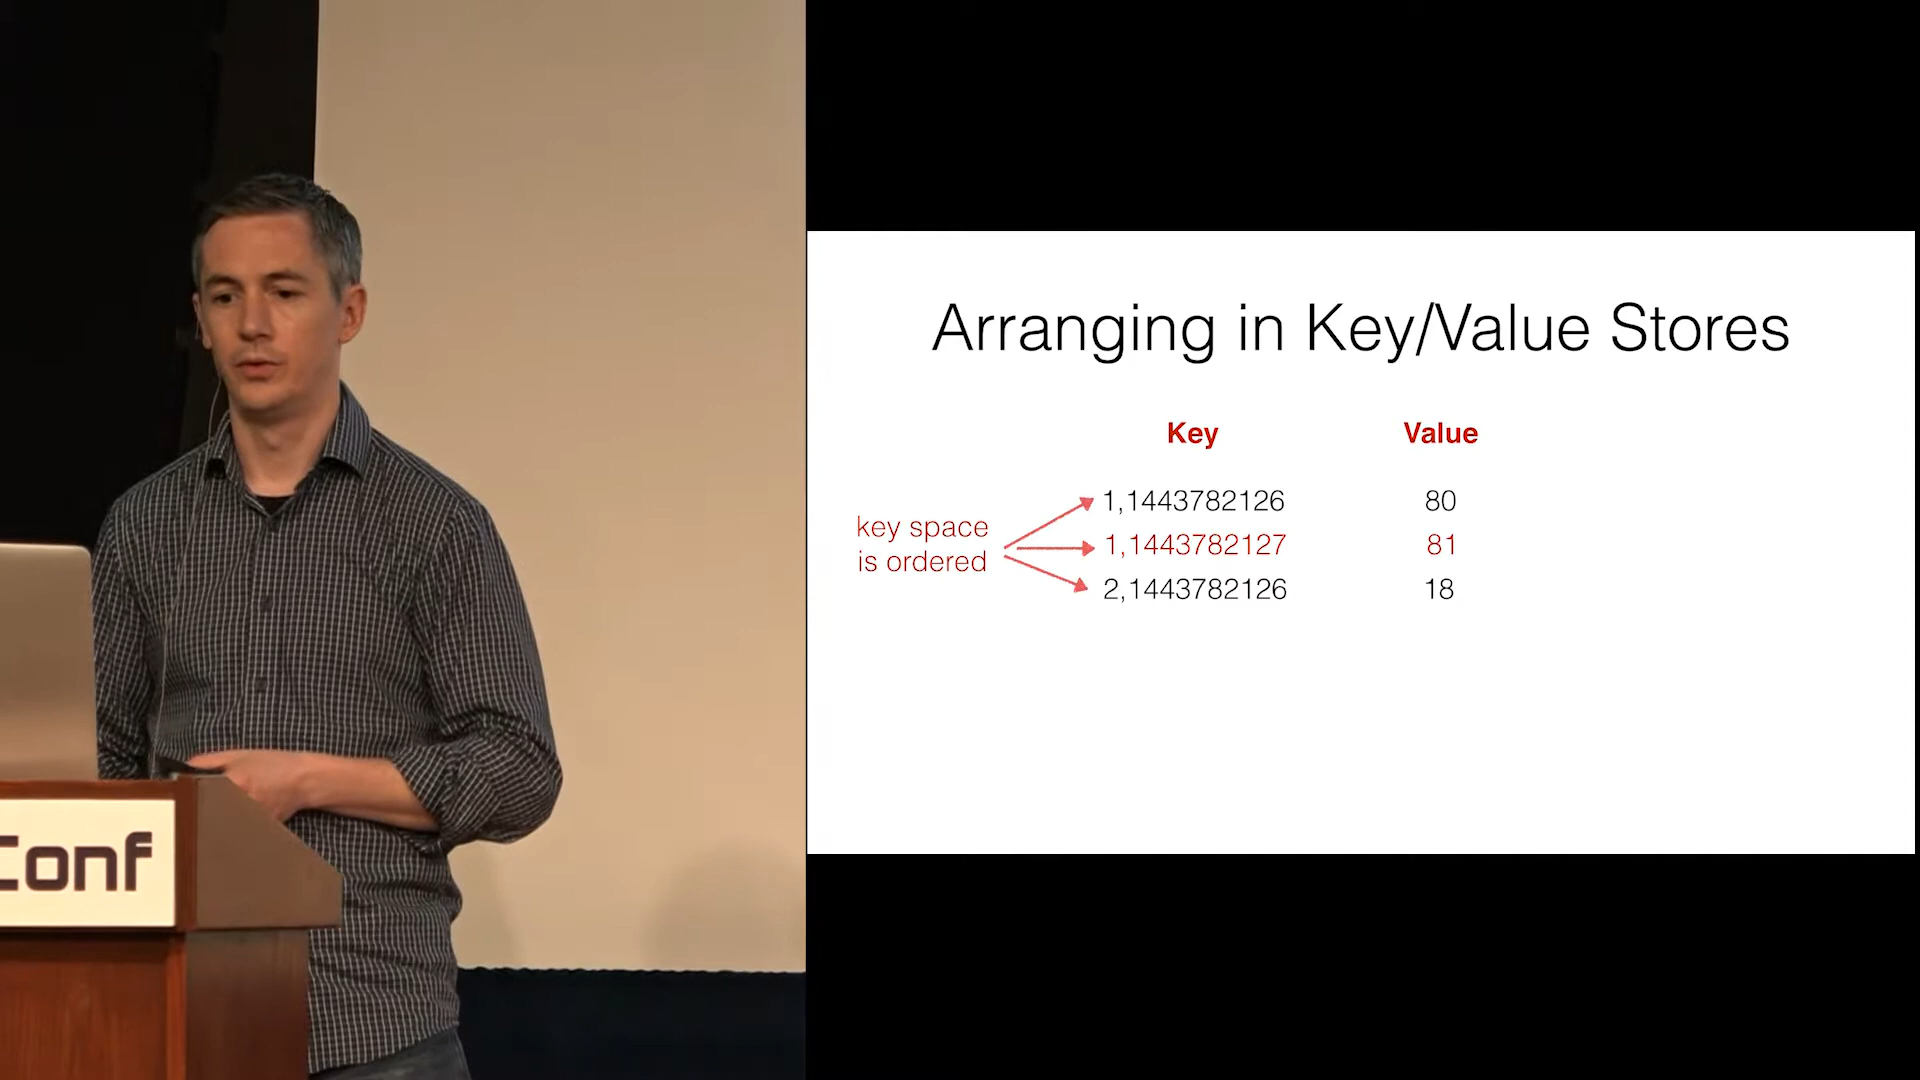 Arranging in Key/Value Stores
Key Value
key space
is ordered
1,1443782126 80
1,1443782127 81
2,1443782126 18
Conf